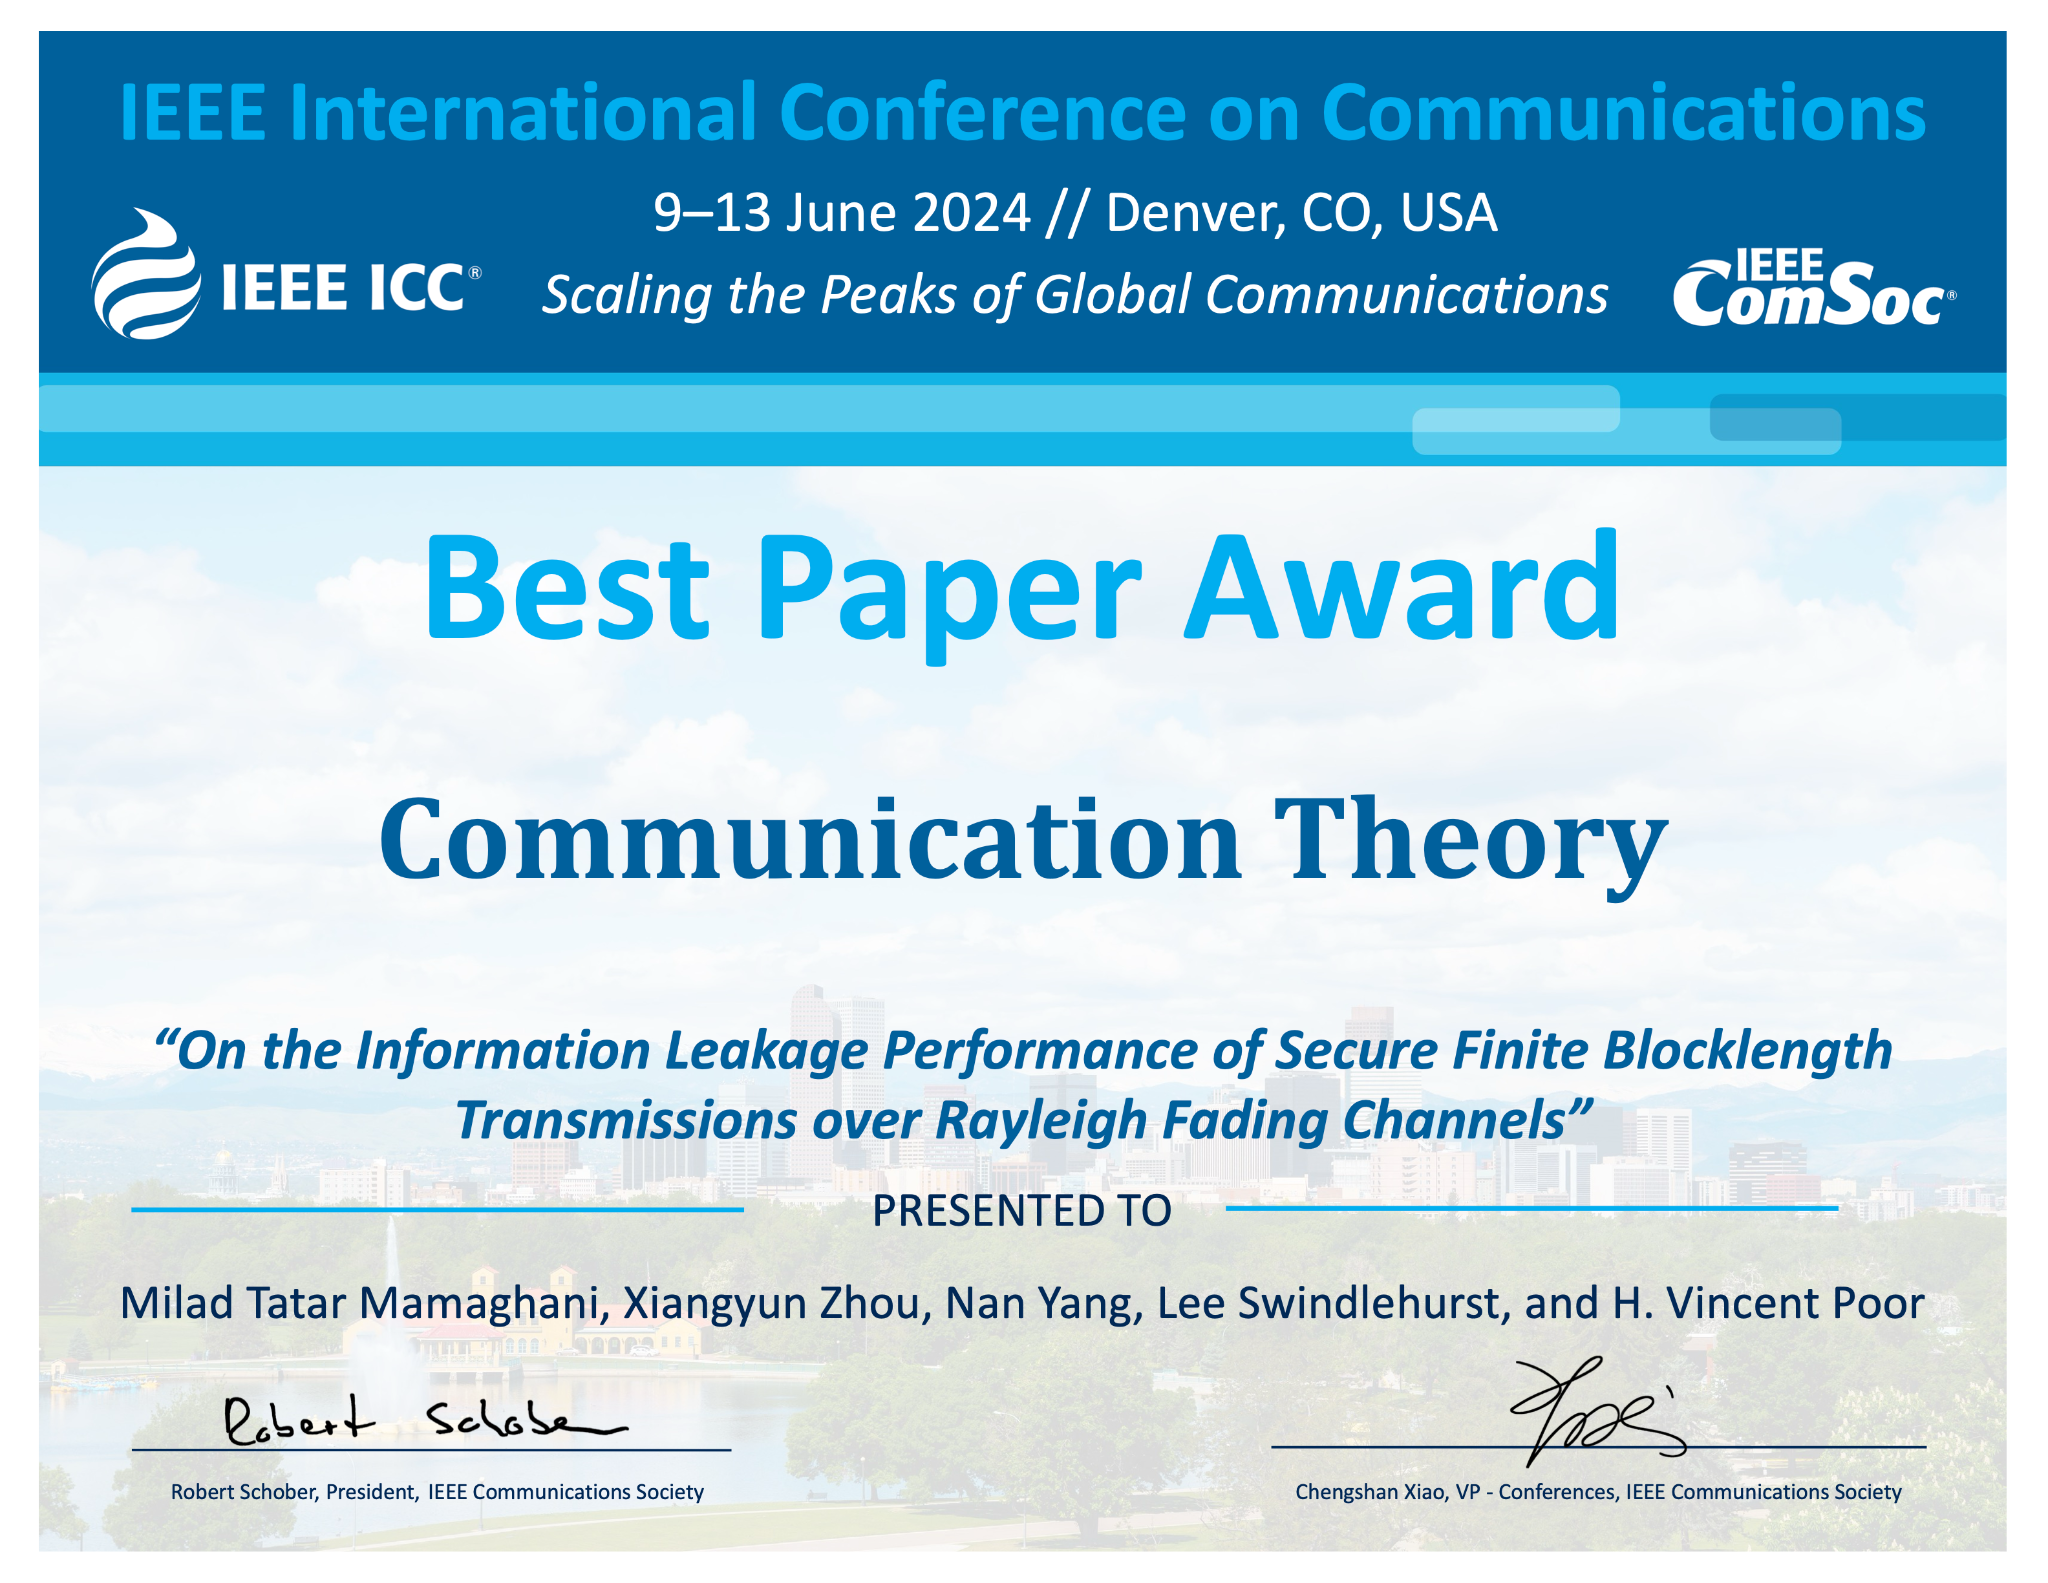 IEEE International Conference on Communications
9–13 June 2024 // Denver, CO, USA
IEEE ICC®
Scaling the Peaks of Global Communications
IEEE
ComSoc®
Best Paper Award
Communication Theory
“On the Information Leakage Performance of Secure Finite Blocklength
Transmissions over Rayleigh Fading Channels”
PRESENTED TO
Milad Tatar Mamaghani, Xiangyun Zhou, Nan Yang, Lee Swindlehurst, and H. Vincent Poor
Robert Schober
Robert Schober, President, IEEE Communications Society
Chengshan Xiao, VP - Conferences, IEEE Communications Society